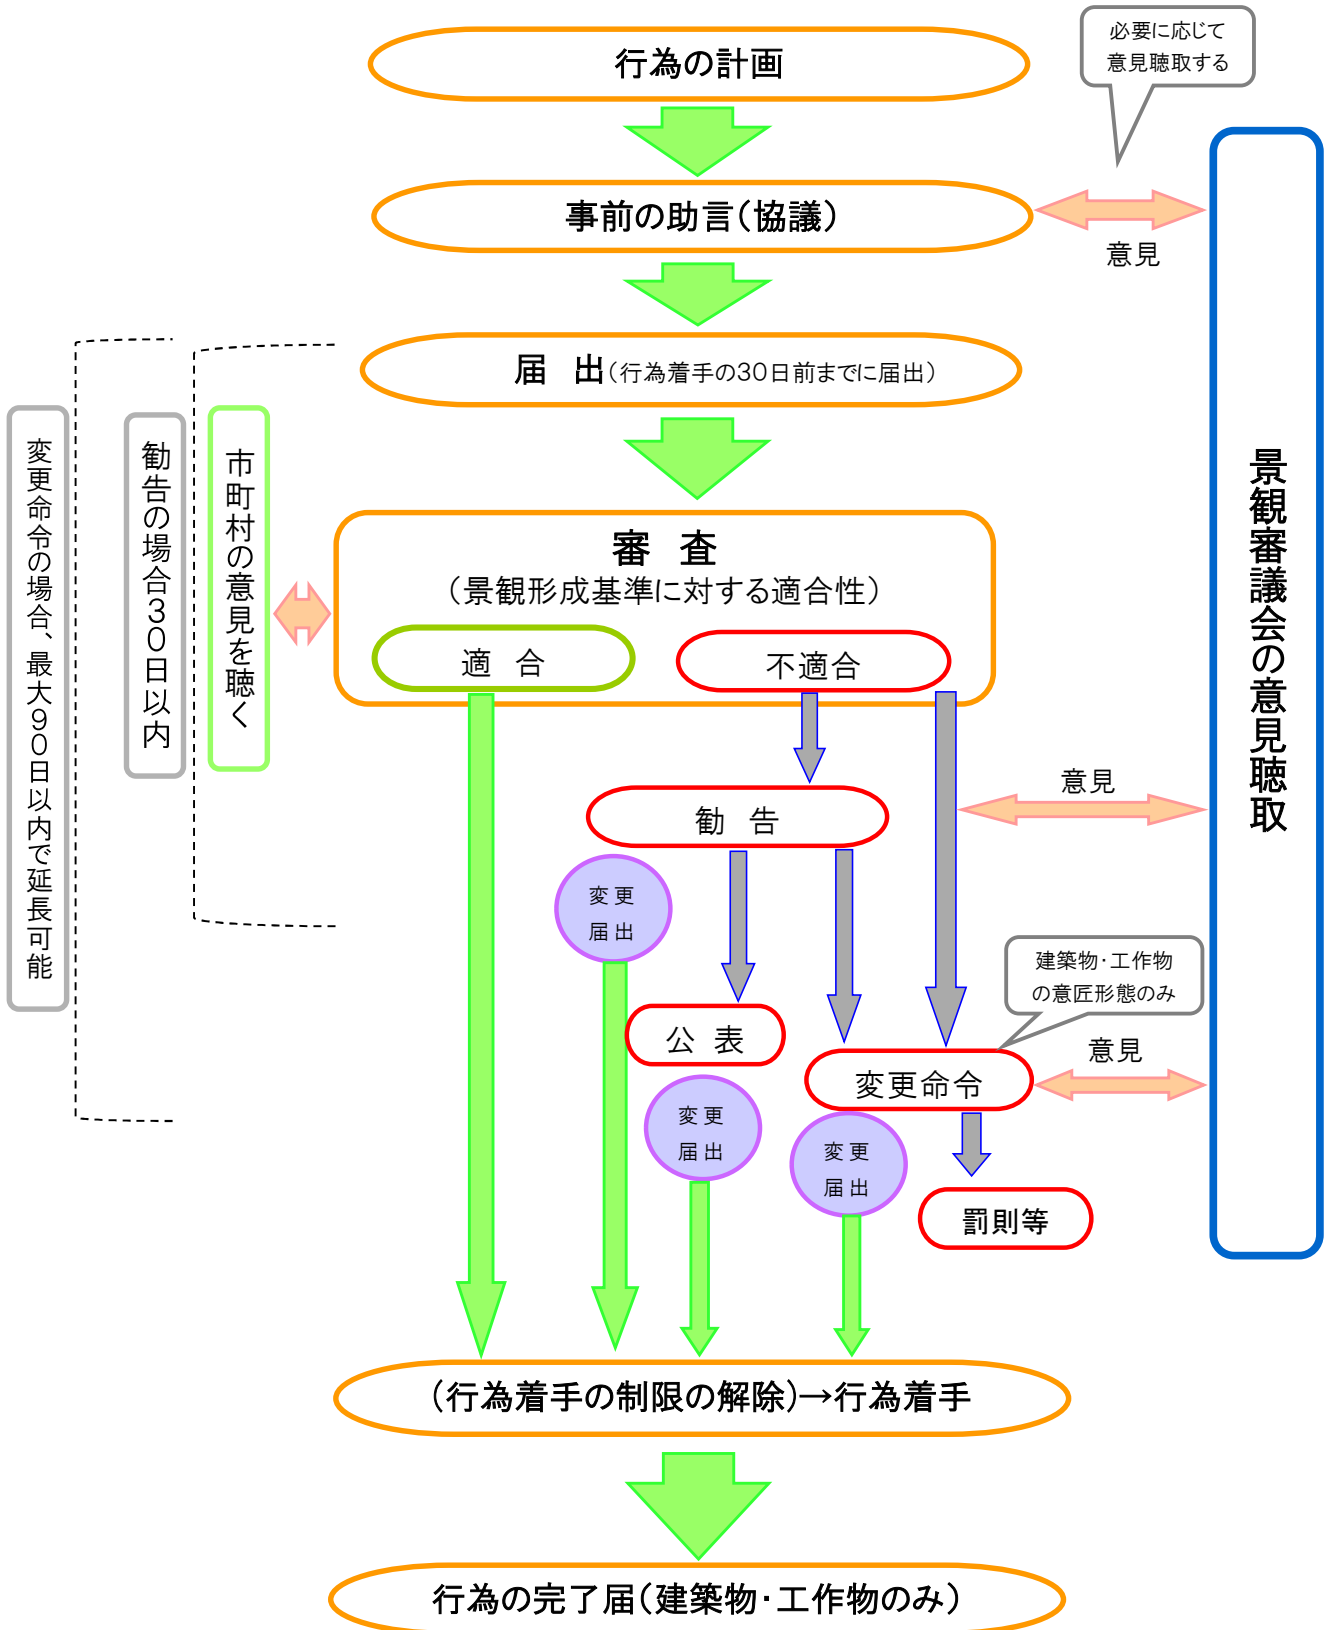 必要に応じて
意見聴取する
行為の計画
事前の助言（協議）
意見
届　出（行為着手の３０日前までに届出）
変更命令の場合、最大９０日以内で延長可能
勧告の場合３０日以内
市町村の意見を聴く
審　査
（景観形成基準に対する適合性）
適　合
不適合
景観審議会の意見聴取
意見
勧　告
変 更
届 出
建築物・工作物
の意匠形態のみ
公　表
意見
変更命令
変 更
届 出
変 更
届 出
罰則等
（行為着手の制限の解除）→行為着手
行為の完了届（建築物・工作物のみ）